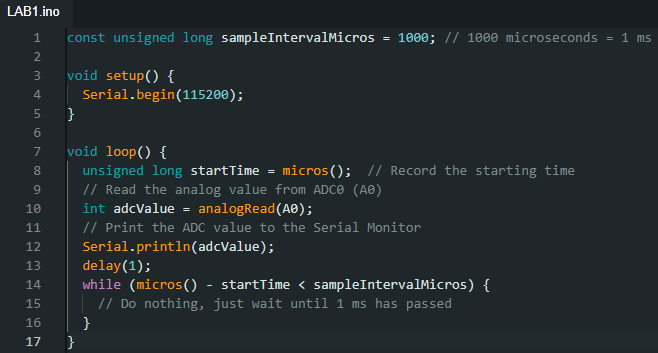 LAB1.ino
1 const unsigned long sampleIntervalMicros = 1000; // 1000 microseconds = 1 ms
2
3 void setup() {
4   Serial.begin(115200);
5 }
6
7 void loop() {
8   unsigned long startTime = micros();  // Record the starting time
9   // Read the analog value from ADC0 (A0)
10   int adcValue = analogRead(A0);
11   // Print the ADC value to the Serial Monitor
12   Serial.println(adcValue);
13   delay(1);
14   while (micros() - startTime < sampleIntervalMicros) {
15     // Do nothing, just wait until 1 ms has passed
16   }
17 }